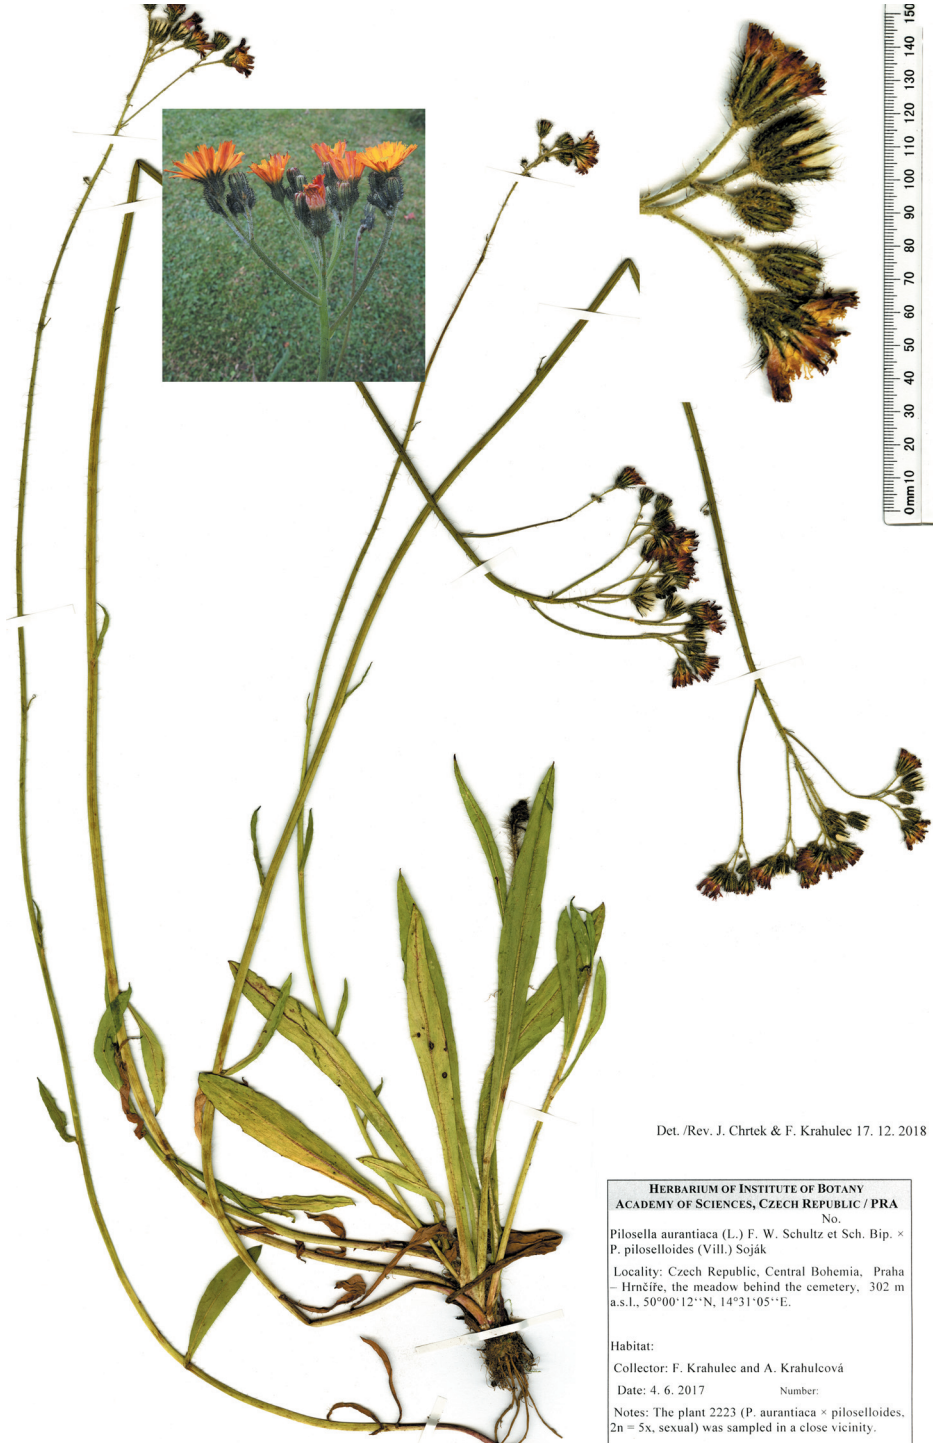 150
140
130
120
110
100
90
80
70
60
50
40
30
20
10
0mm
Det. /Rev. J. Chrtek & F. Krahulec 17. 12. 2018
HERBARIUM OF INSTITUTE OF BOTANY
ACADEMY OF SCIENCES, CZECH REPUBLIC / PRA
No.
Pilosella aurantiaca (L.) F. W. Schultz et Sch. Bip. ×
P. piloselloides (Vill.) Soják
Locality: Czech Republic, Central Bohemia, Praha
– Hrnčíře, the meadow behind the cemetery, 302 m
a.s.l., 50°00‘12‘‘N, 14°31‘05‘‘E.
Habitat:
Collector: F. Krahulec and A. Krahulcová
Date: 4. 6. 2017 Number:
Notes: The plant 2223 (P. aurantiaca × piloselloides,
2n = 5x, sexual) was sampled in a close vicinity.